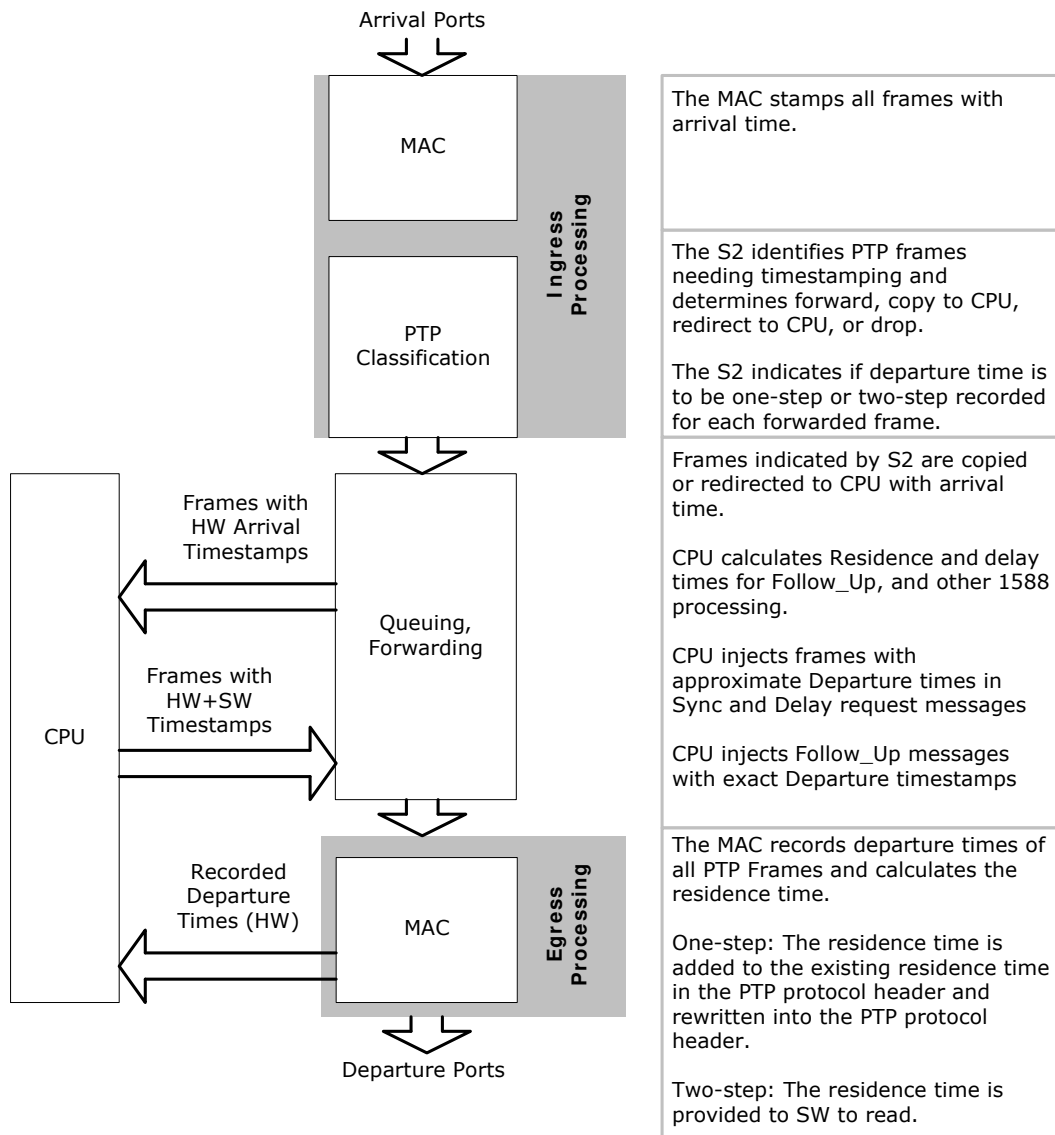 Arrival Ports
MAC
Ingress
Processing
PTP
Classification
The MAC stamps all frames with
arrival time.
The S2 identifies PTP frames
needing timestamping and
determines forward, copy to CPU,
redirect to CPU, or drop.
The S2 indicates if departure time is
to be one-step or two-step recorded
for each forwarded frame.
CPU
Frames with
HW Arrival
Timestamps
Frames with
HW+SW
Timestamps
Queuing,
Forwarding
Frames indicated by S2 are copied
or redirected to CPU with arrival
time.
CPU calculates Residence and delay
times for Follow_Up, and other 1588
processing.
CPU injects frames with
approximate Departure times in
Sync and Delay request messages
CPU injects Follow_Up messages
with exact Departure timestamps
Recorded
Departure
Times (HW)
MAC
Egress
Processing
Departure Ports
The MAC records departure times of
all PTP Frames and calculates the
residence time.
One-step: The residence time is
added to the existing residence time
in the PTP protocol header and
rewritten into the PTP protocol
header.
Two-step: The residence time is
provided to SW to read.